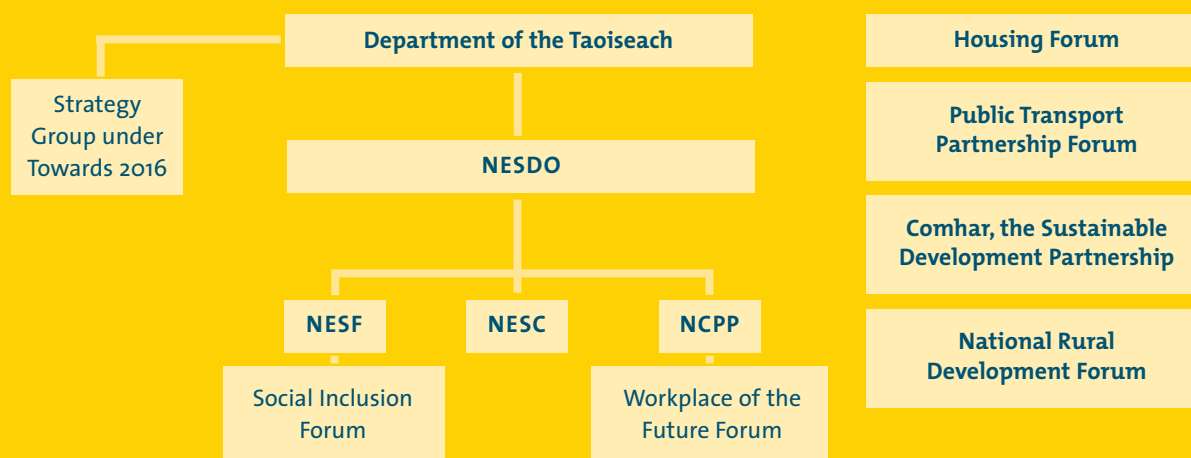 Department of the Taoiseach
Strategy
Group under
Towards 2016
NESDO
NESF
NESC
NCPP
Social Inclusion
Forum
Workplace of the
Future Forum
Housing Forum
Public Transport
Partnership Forum
Comhar, the Sustainable
Development Partnership
National Rural
Development Forum